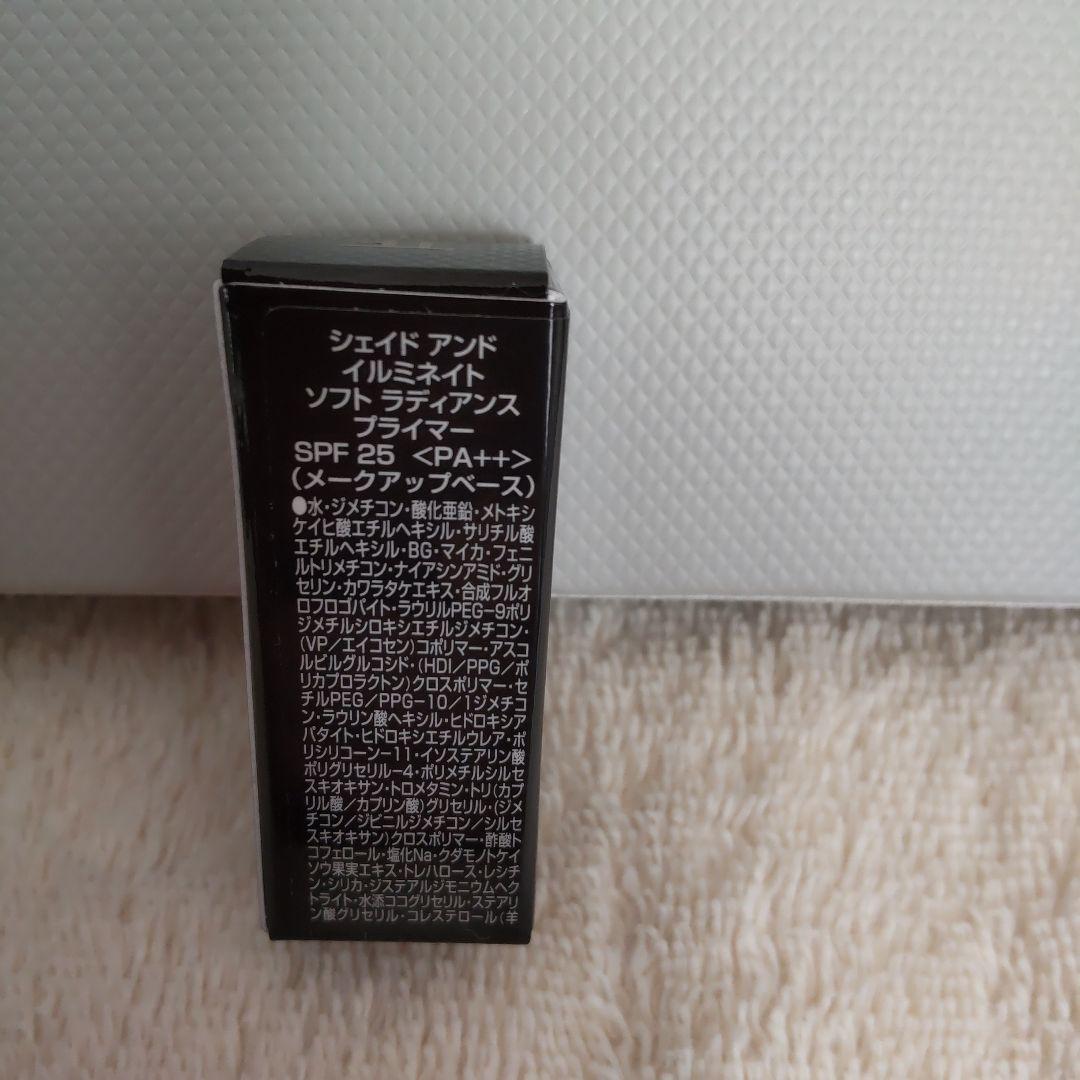 シェイド アンド
イルミネイト
ソフト ラディアンス
プライマー
SPF 25 <PA++>
(メークアップベース)
●水・ジメチコン・酸化亜鉛・メトキシ
ケイヒ酸エチルヘキシル・サリチル酸
エチルヘキシル・BG・マイカ・フェニ
ルトリメチコン・ナイアシンアミド・グリ
セリン・カワラタケエキス・合成フルオ
ロフロゴパイト・ラウリルPEG-9ポリ
ジメチルシロキシエチルジメチコン・
(VP/エイコセン)コポリマー・アスコ
ルビルグルコシド・(HDI/PPG/ポ
リカプロラクトン)クロスポリマー・セ
チルPEG/PPG-10/1ジメチコ
ン・ラウリン酸ヘキシル・ヒドロキシア
パタイト・ヒドロキシエチルウレア・ポ
リシリコーン-11・イソステアリン酸
ポリグリセリル-4・ポリメチルシルセ
スキオキサン・トロメタミン・トリ(カプ
リル酸/カプリン酸)グリセリル・(ジメ
チコン/ジビニルジメチコン/シルセ
スキオキサン)クロスポリマー・酢酸ト
コフェロール・塩化Na・クダモノトケイ
ソウ果実エキス・トレハロース・レシチ
ン・シリカ・ジステアルジモニウムヘク
トライト・水添ココグリセリル・ステアリ
ン酸グリセリル・コレステロール(羊